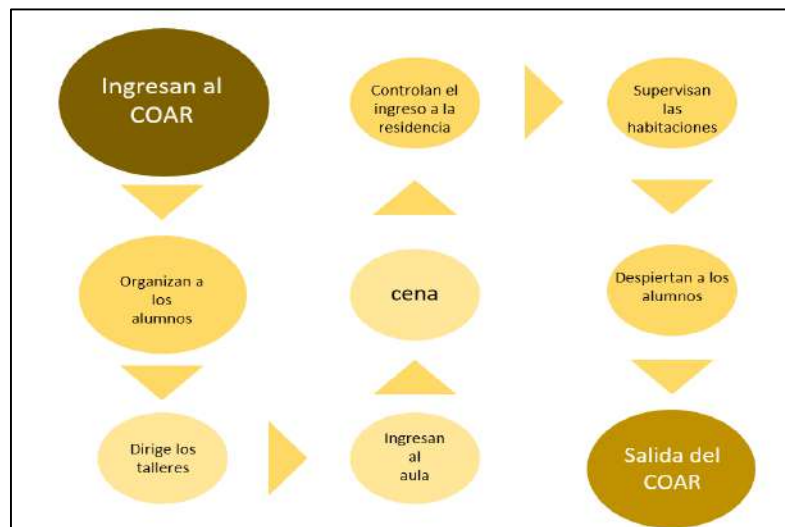 Ingresan al
COAR
Organizan a
los
alumnos
Dirige los
talleres
Ingresan
al
aula
cena
Controlan el
ingreso a la
residencia
Supervisan
las
habitaciones
Despiertan a los
alumnos
Salida del
COAR